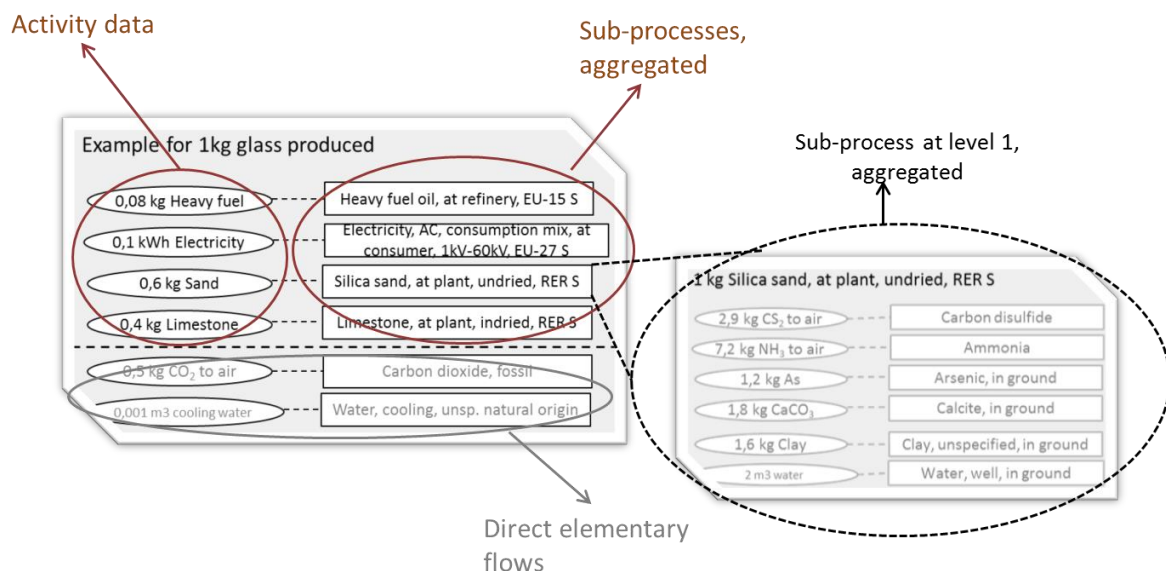 Activity data
Sub-processes,
aggregated
Example for 1kg glass produced
0,08 kg Heavy fuel
Heavy fuel oil, at refinery, EU-15 S
0,1 kWh Electricity
Electricity, AC, consumption mix, at
consumer, 1kV-60kV, EU-27 S
0,6 kg Sand
Silica sand, at plant, undried, RER S
0,4 kg Limestone
Limestone, at plant, indried, RER S
0,5 kg CO₂ to air
Carbon dioxide, fossil
0,001 m3 cooling water
Water, cooling, unsp. natural origin
Direct elementary
flows
Sub-process at level 1,
aggregated
1 kg Silica sand, at plant, undried, RER S
2,9 kg CS₂ to air
Carbon disulfide
7,2 kg NH₃ to air
Ammonia
1,2 kg As
Arsenic, in ground
1,8 kg CaCO₃
Calcite, in ground
1,6 kg Clay
Clay, unspecified, in ground
2 m3 water
Water, well, in ground